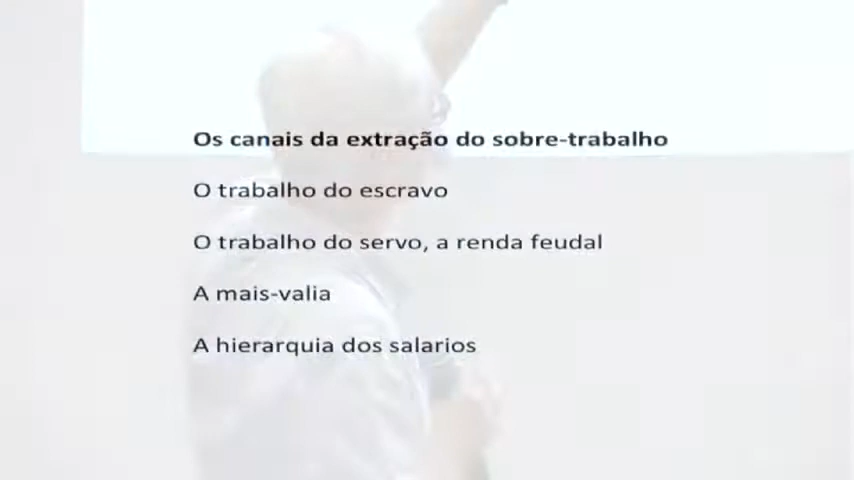 Os canais da extração do sobre-trabalho
O trabalho do escravo
O trabalho do servo, a renda feudal
A mais-valia
A hierarquia dos salarios